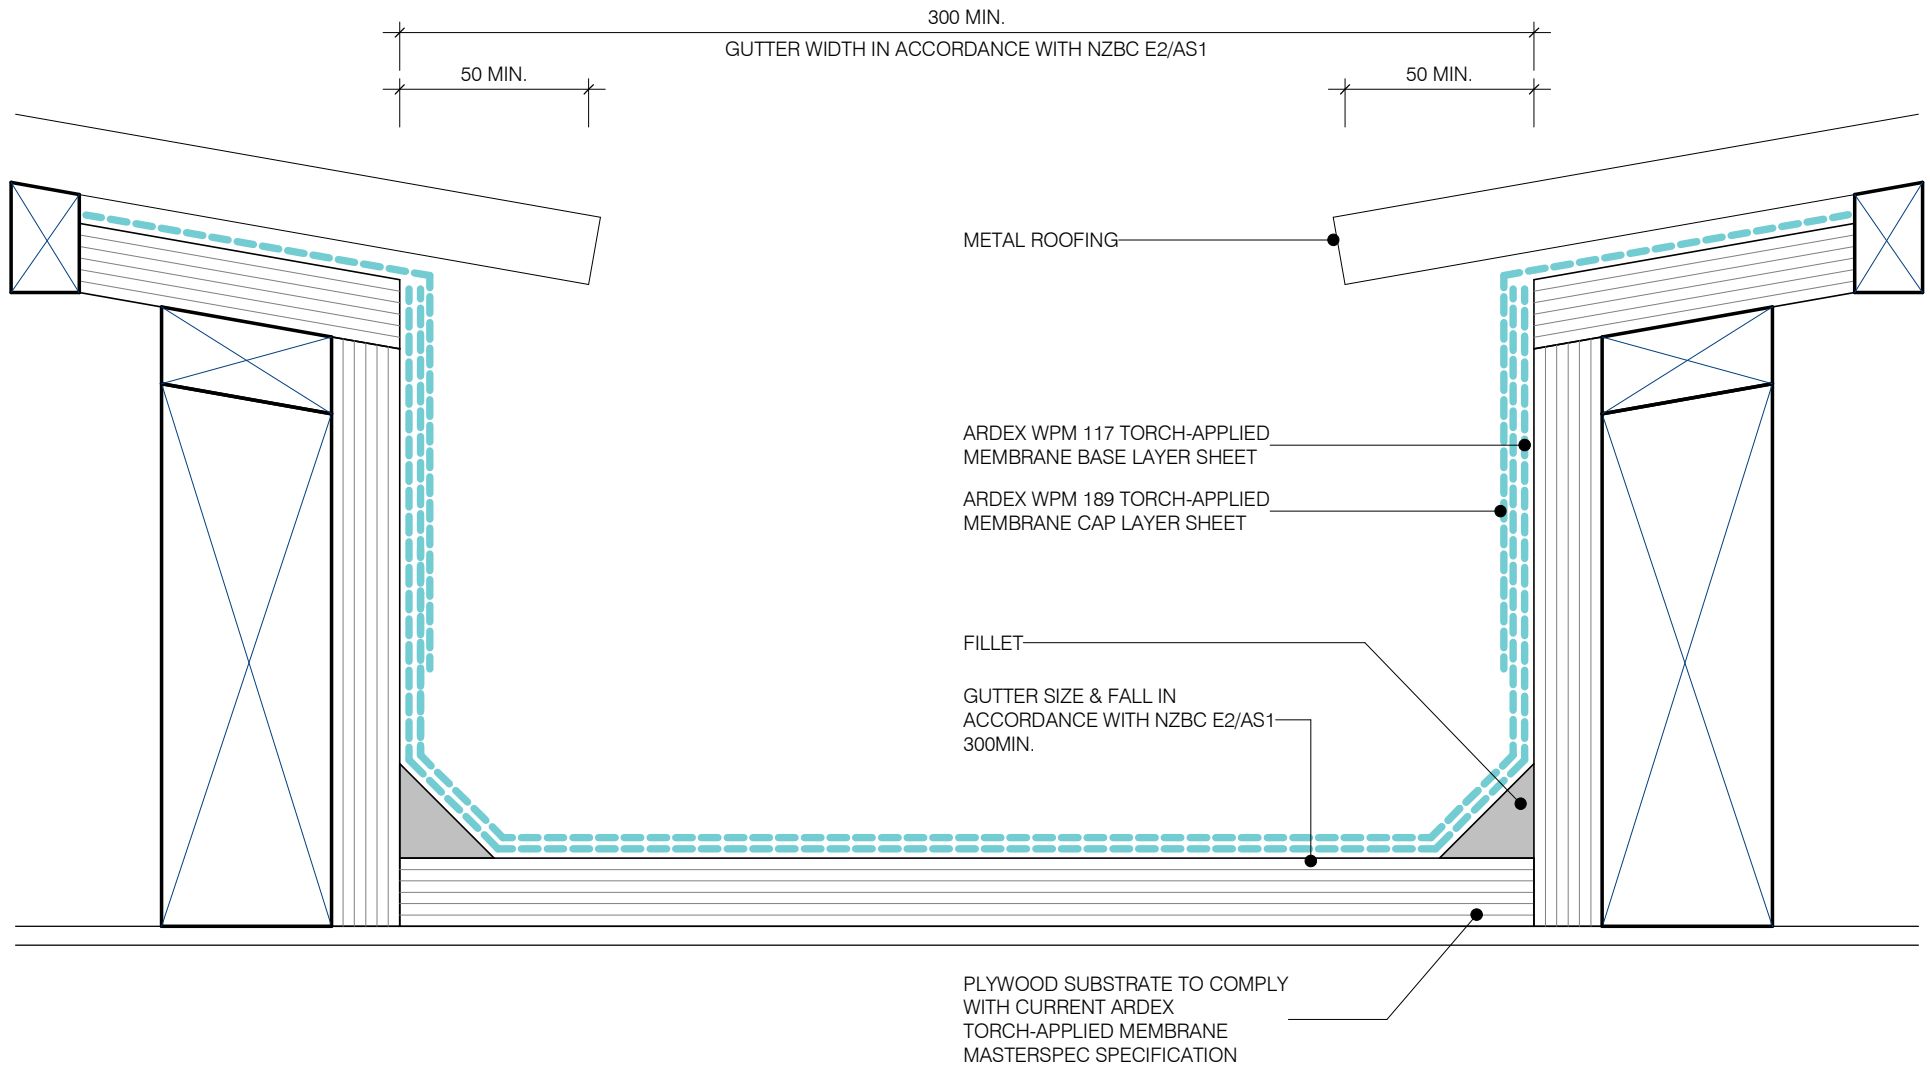 300 MIN.
GUTTER WIDTH IN ACCORDANCE WITH NZBC E2/AS1
50 MIN.
50 MIN.
METAL ROOFING
ARDEX WPM 117 TORCH-APPLIED
MEMBRANE BASE LAYER SHEET
ARDEX WPM 189 TORCH-APPLIED
MEMBRANE CAP LAYER SHEET
FILLET
GUTTER SIZE & FALL IN
ACCORDANCE WITH NZBC E2/AS1
300MIN.
PLYWOOD SUBSTRATE TO COMPLY
WITH CURRENT ARDEX
TORCH-APPLIED MEMBRANE
MASTERSPEC SPECIFICATION